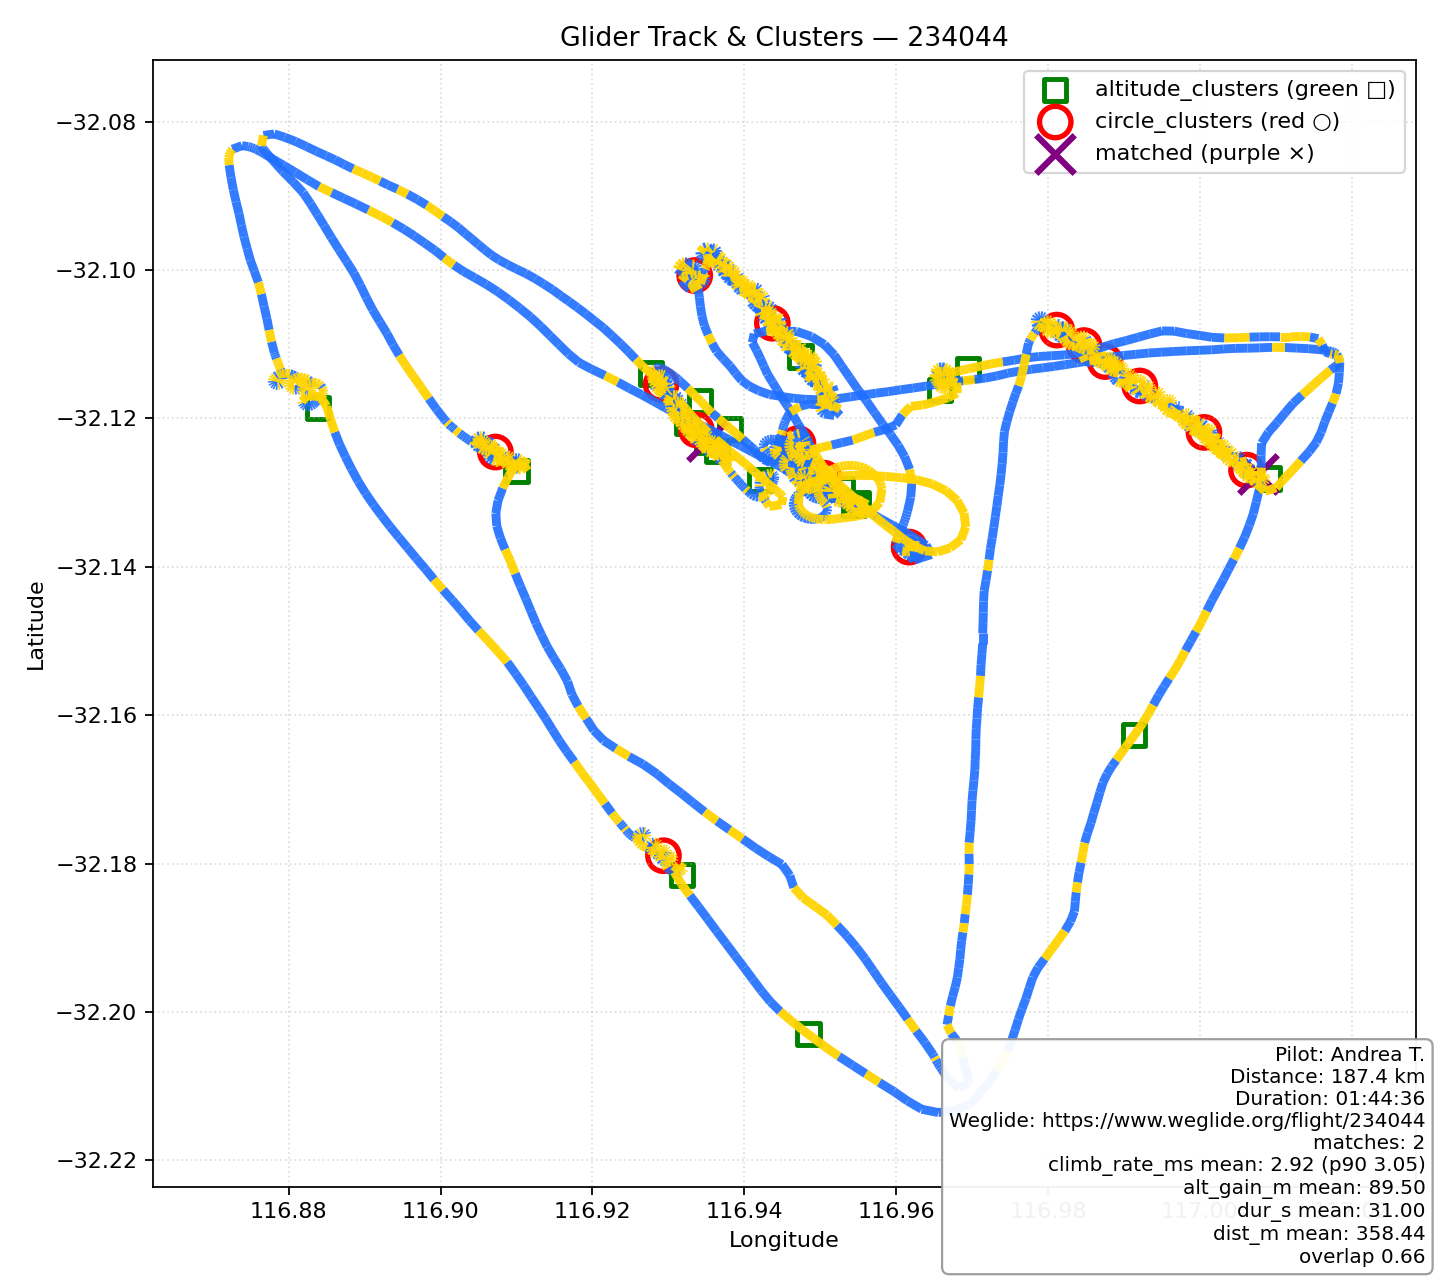 Glider Track & Clusters — 234044
altitude_clusters (green □)
circle_clusters (red ○)
matched (purple ×)
−32.08
−32.10
−32.12
−32.14
−32.16
−32.18
−32.20
−32.22
Latitude
116.88
116.90
116.92
116.94
116.96
116.98
117.00
Longitude
Pilot: Andrea T.
Distance: 187.4 km
Duration: 01:44:36
Weglide: https://www.weglide.org/flight/234044
matches: 2
climb_rate_ms mean: 2.92 (p90 3.05)
alt_gain_m mean: 89.50
dur_s mean: 31.00
dist_m mean: 358.44
overlap 0.66